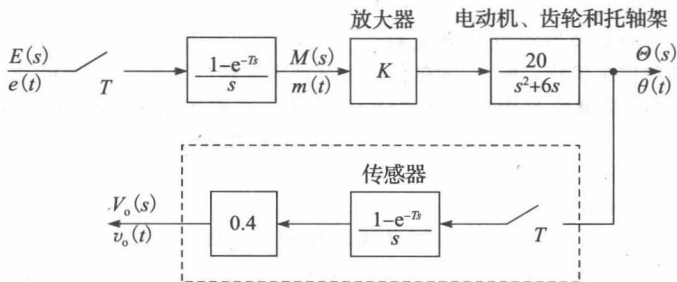 放大器
电动机、齿轮和托轴架
E(s)
e(t)
T
1-e^{-Ts}
s
M(s)
m(t)
K
20
s²+6s
Θ(s)
θ(t)
传感器
V_o(s)
v_o(t)
0.4
1-e^{-Ts}
s
T